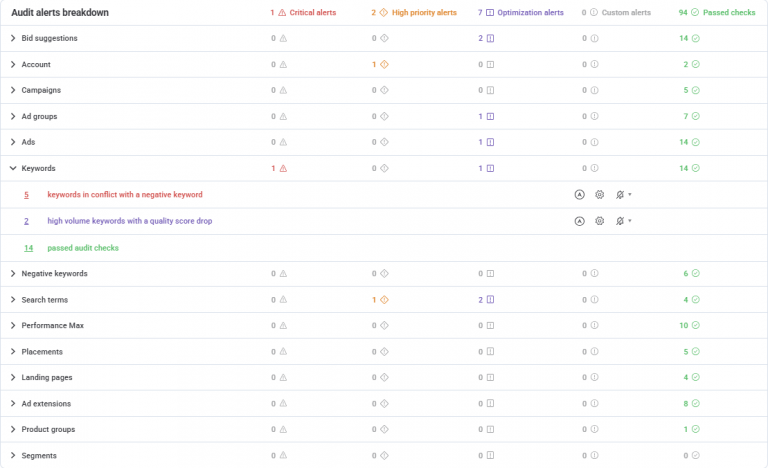 Audit alerts breakdown 1 Critical alerts 2 High priority alerts 7 Optimization alerts 0 Custom alerts 94 Passed checks
Bid suggestions 0 0 2 0 14
Account 0 1 0 0 2
Campaigns 0 0 0 0 5
Ad groups 0 0 1 0 7
Ads 0 0 1 0 14
Keywords 1 0 1 0 14
5 keywords in conflict with a negative keyword A
2 high volume keywords with a quality score drop A
14 passed audit checks
Negative keywords 0 0 0 0 6
Search terms 0 1 2 0 4
Performance Max 0 0 0 0 10
Placements 0 0 0 0 5
Landing pages 0 0 0 0 4
Ad extensions 0 0 0 0 8
Product groups 0 0 0 0 1
Segments 0 0 0 0 0